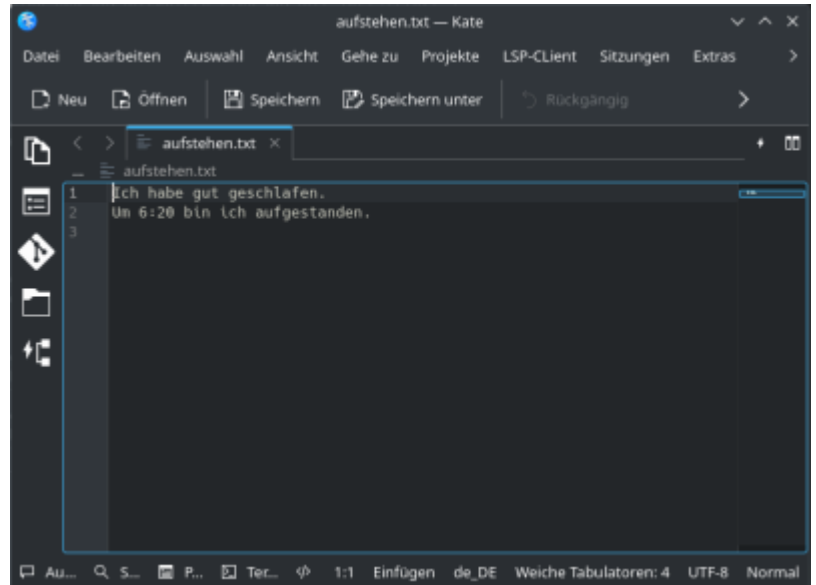 aufstehen.txt — Kate
Datei Bearbeiten Auswahl Ansicht Gehe zu Projekte LSP-CLient Sitzungen Extras
Neu Öffnen Speichern Speichern unter Rückgängig
aufstehen.txt
aufstehen.txt
1 Ich habe gut geschlafen.
2 Um 6:20 bin ich aufgestanden.
3
Au... S... P... Ter... 1:1 Einfügen de_DE Weiche Tabulatoren: 4 UTF-8 Normal